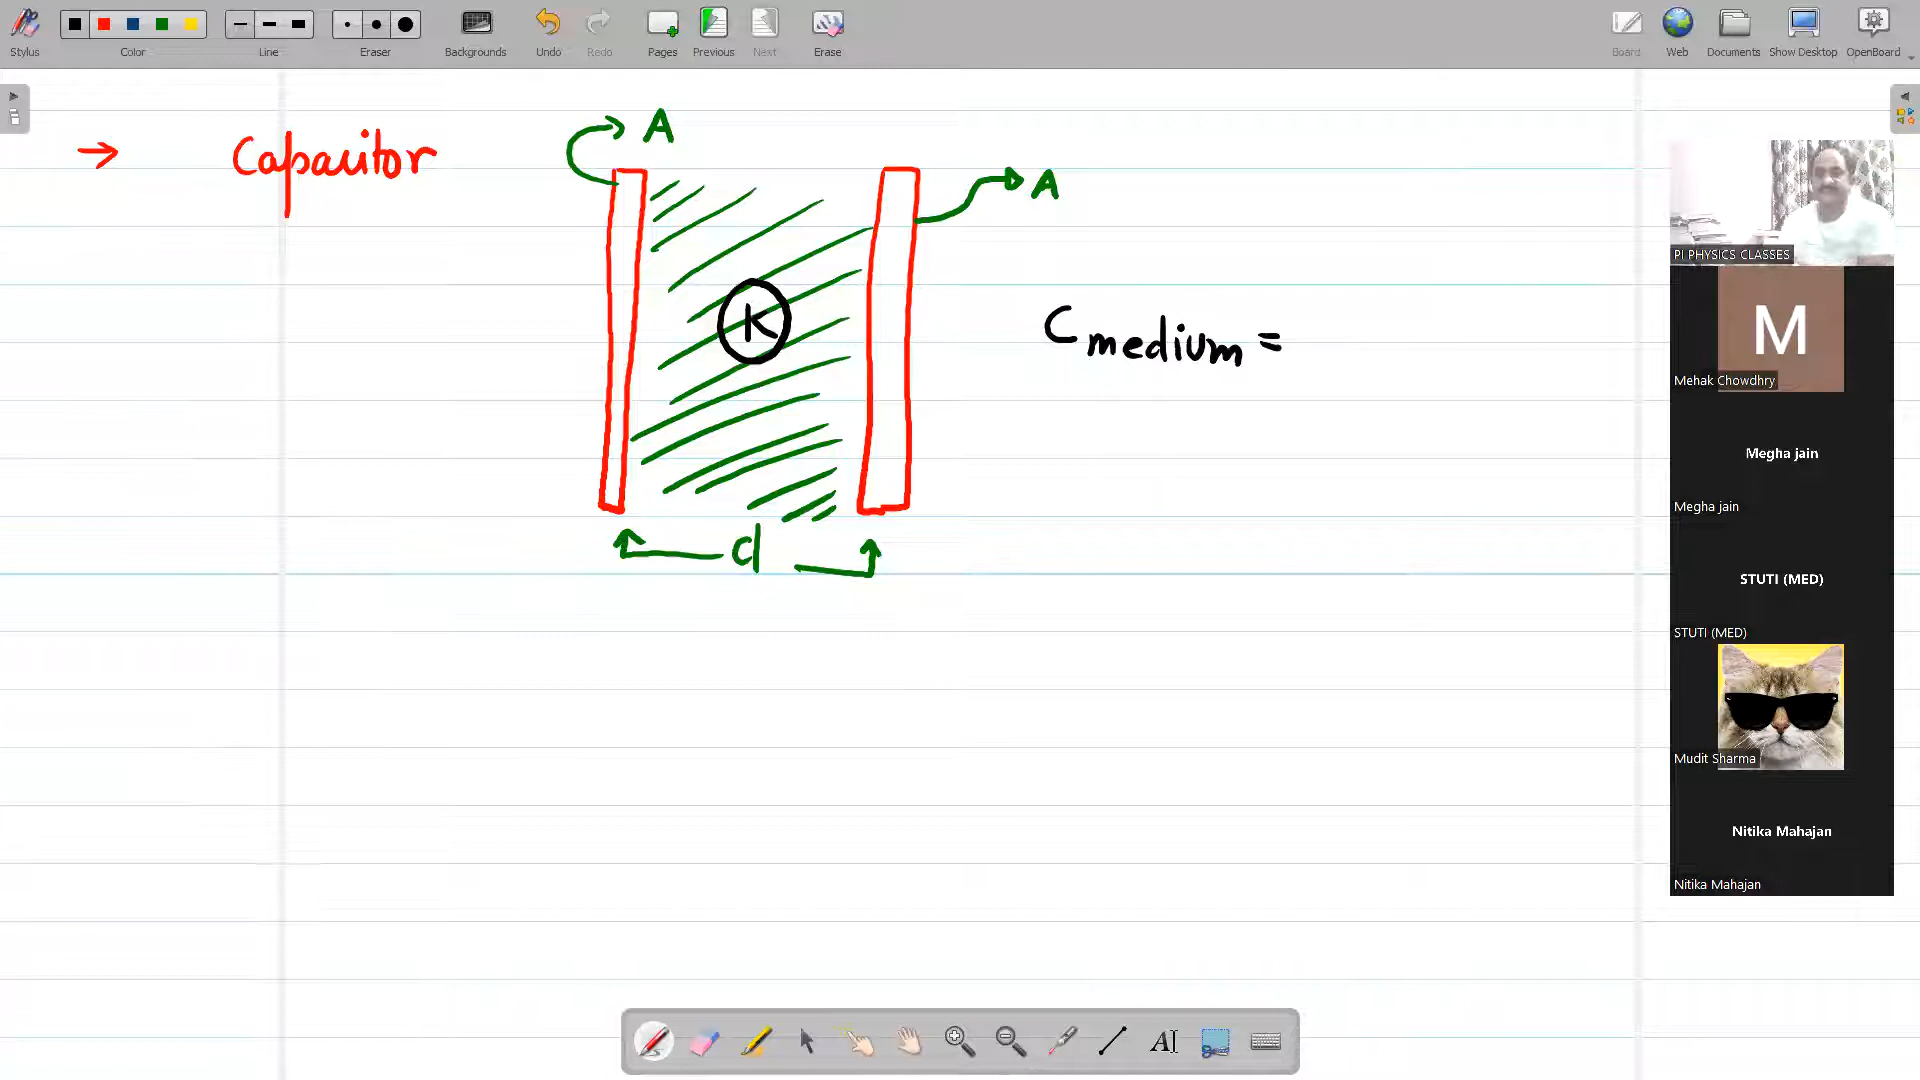 Stylus
Color
Line
Eraser
Backgrounds
Undo
Redo
Pages
Previous
Next
Erase
Board
Web
Documents
Show Desktop
OpenBoard
→ Capacitor
A
A
K
C medium =
d
PI PHYSICS CLASSES
M
Mehak Chowdhry
Megha jain
Megha jain
STUTI (MED)
STUTI (MED)
Mudit Sharma
Nitika Mahajan
Nitika Mahajan
A